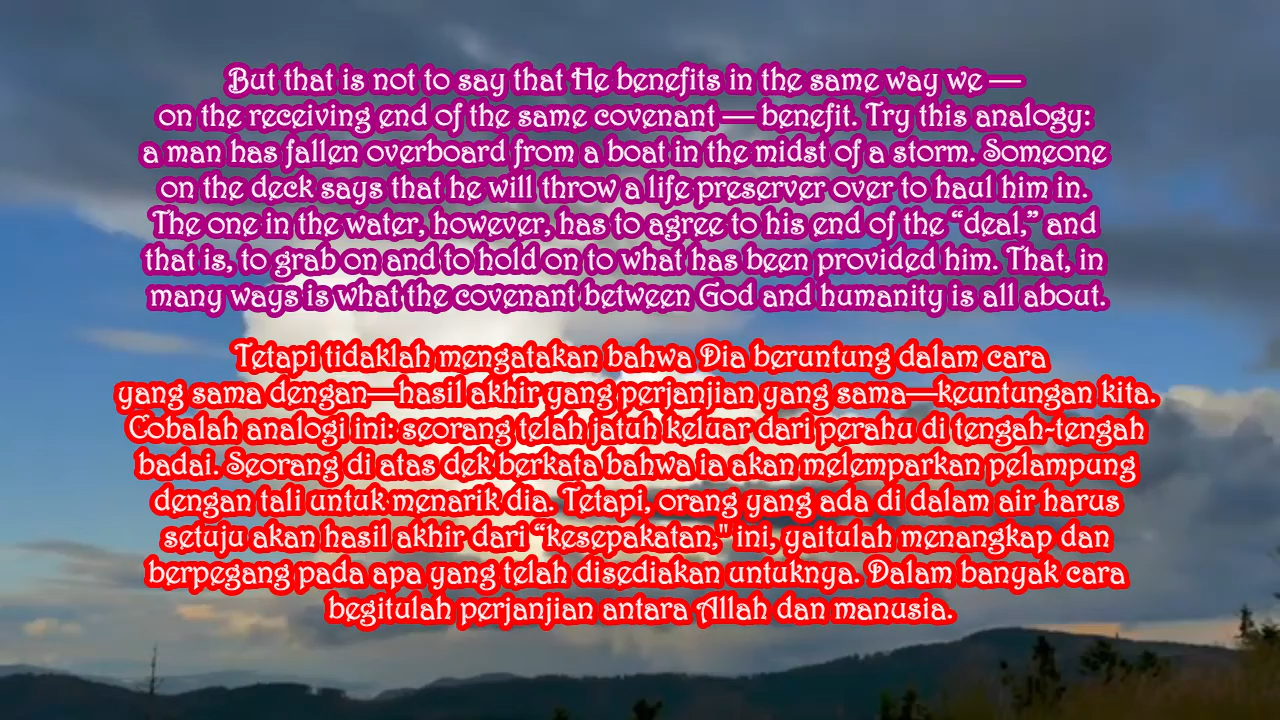 But that is not to say that He benefits in the same way we —
on the receiving end of the same covenant — benefit. Try this analogy:
a man has fallen overboard from a boat in the midst of a storm. Someone
on the deck says that he will throw a life preserver over to haul him in.
The one in the water, however, has to agree to his end of the “deal,” and
that is, to grab on and to hold on to what has been provided him. That, in
many ways is what the covenant between God and humanity is all about.
Tetapi tidaklah mengatakan bahwa Dia beruntung dalam cara
yang sama dengan—hasil akhir yang perjanjian yang sama—keuntungan kita.
Cobalah analogi ini: seorang telah jatuh keluar dari perahu di tengah-tengah
badai. Seorang di atas dek berkata bahwa ia akan melemparkan pelampung
dengan tali untuk menarik dia. Tetapi, orang yang ada di dalam air harus
setuju akan hasil akhir dari “kesepakatan." ini, yaitulah menangkap dan
berpegang pada apa yang telah disediakan untuknya. Dalam banyak cara
begitulah perjanjian antara Allah dan manusia.